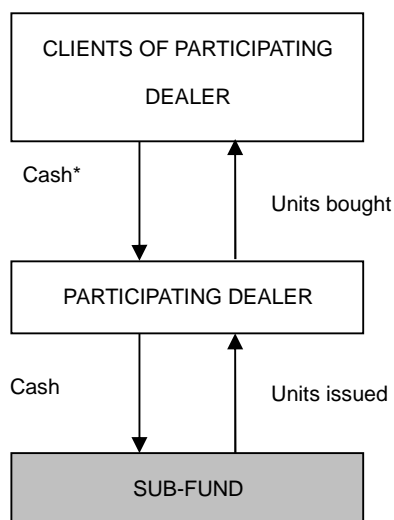 CLIENTS OF PARTICIPATING
DEALER
Cash*
Units bought
PARTICIPATING DEALER
Cash
Units issued
SUB-FUND